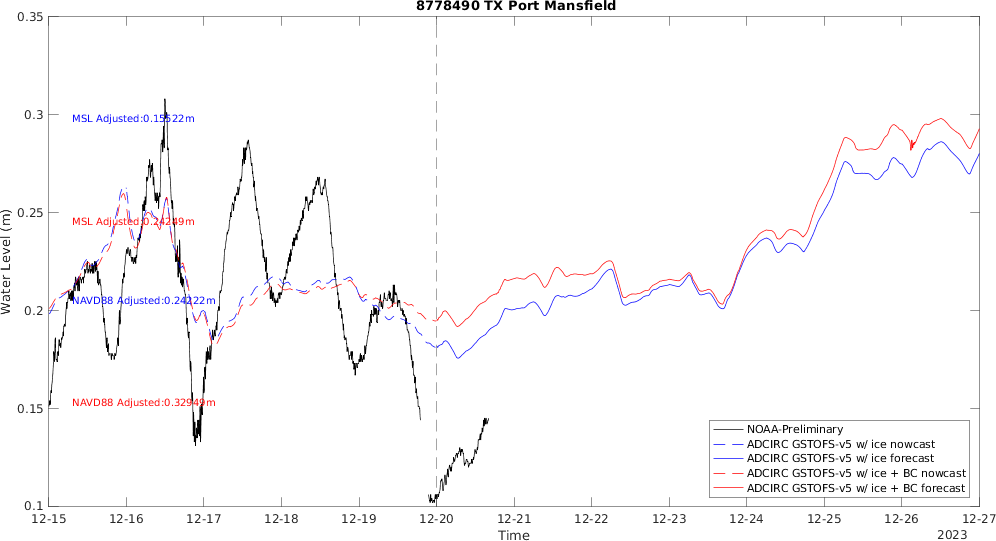 8778490 TX Port Mansfield
0.35
0.3
0.25
0.2
0.15
0.1
Water Level (m)
MSL Adjusted:0.15522m
MSL Adjusted:0.24249m
NAVD88 Adjusted:0.24222m
NAVD88 Adjusted:0.32949m
NOAA-Preliminary
ADCIRC GSTOFS-v5 w/ ice nowcast
ADCIRC GSTOFS-v5 w/ ice forecast
ADCIRC GSTOFS-v5 w/ ice + BC nowcast
ADCIRC GSTOFS-v5 w/ ice + BC forecast
12-15 12-16 12-17 12-18 12-19 12-20 12-21 12-22 12-23 12-24 12-25 12-26 12-27
Time
2023